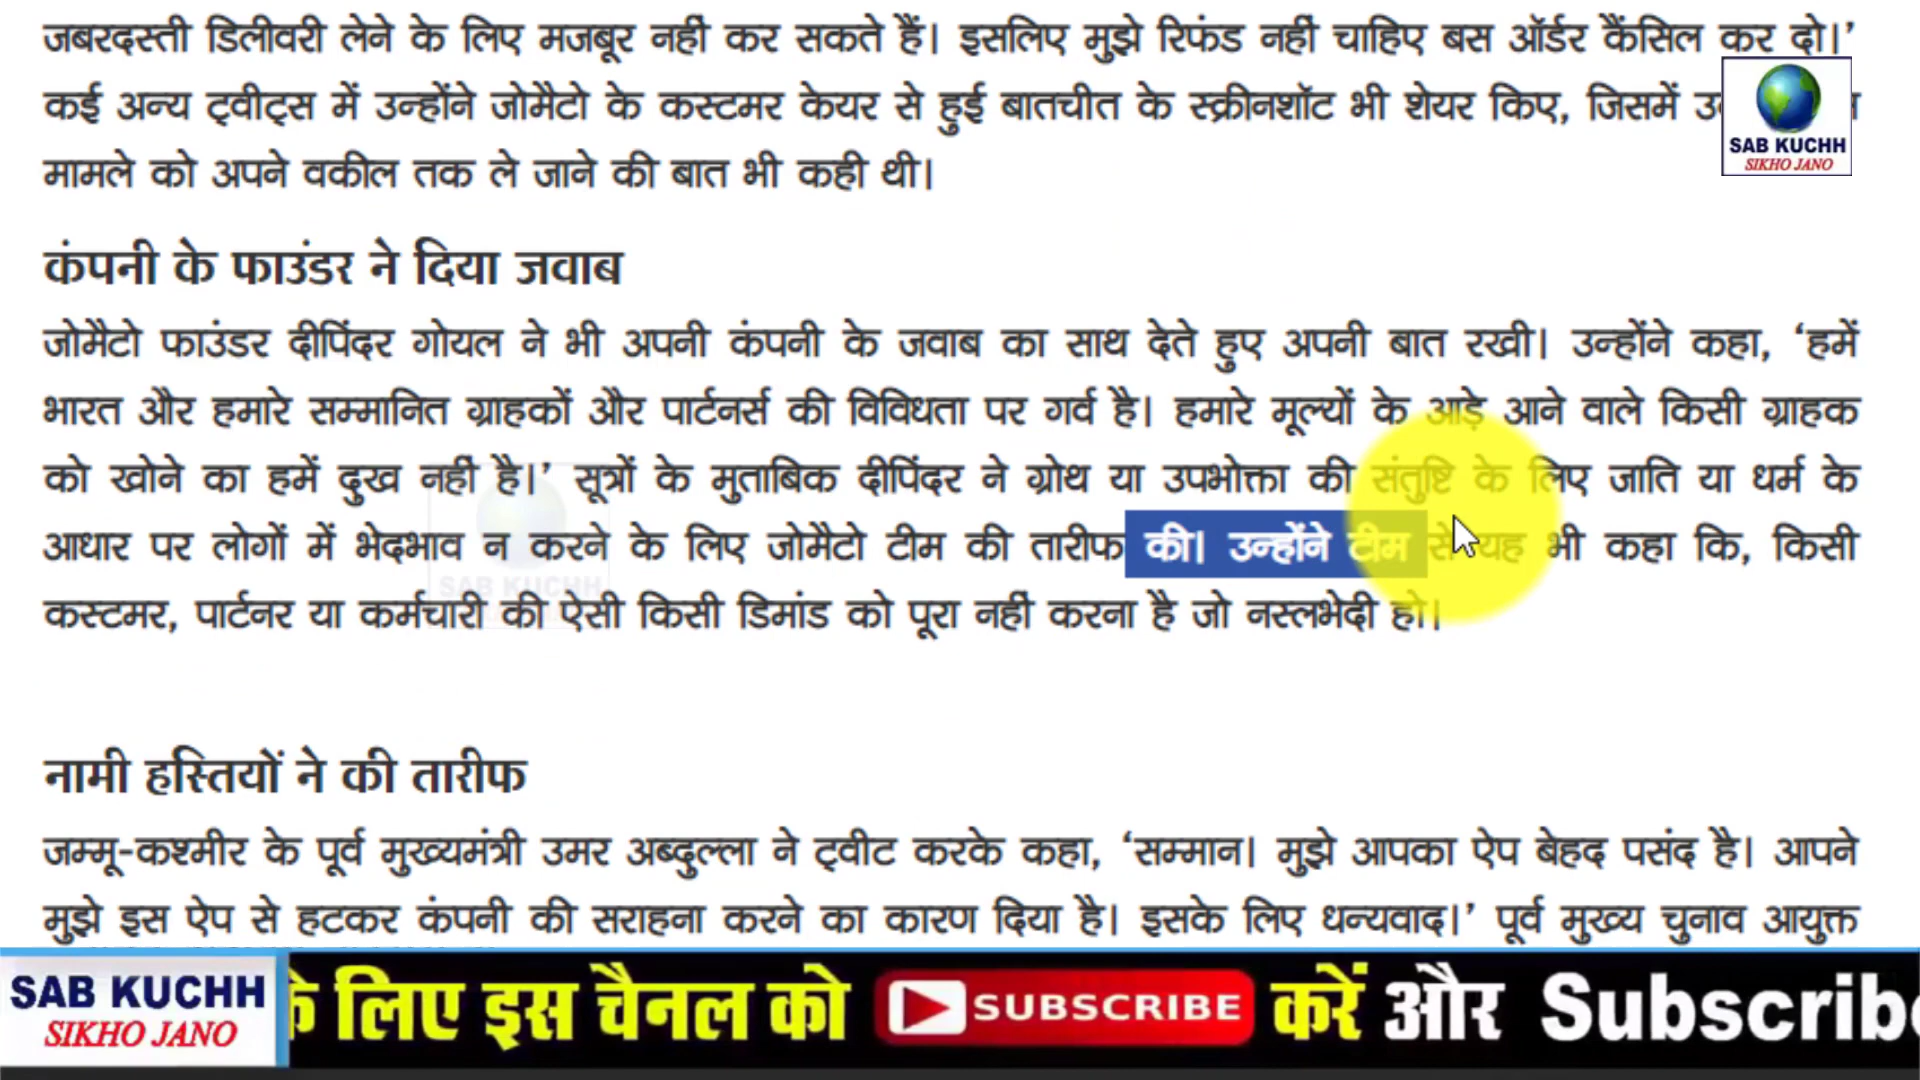 जबरदस्ती डिलीवरी लेने के लिए मजबूर नहीं कर सकते हैं। इसलिए मुझे रिफंड नहीं चाहिए बस ऑर्डर कैंसिल कर दो।’
कई अन्य ट्वीट्स में उन्होंने जोमैटो के कस्टमर केयर से हुई बातचीत के स्क्रीनशॉट भी शेयर किए, जिसमें
SAB KUCHH
SIKHO JANO
मामले को अपने वकील तक ले जाने की बात भी कही थी।
कंपनी के फाउंडर ने दिया जवाब
जोमैटो फाउंडर दीपिंदर गोयल ने भी अपनी कंपनी के जवाब का साथ देते हुए अपनी बात रखी। उन्होंने कहा, ‘हमें
भारत और हमारे सम्मानित ग्राहकों और पार्टनर्स की विविधता पर गर्व है। हमारे मूल्यों के आड़े आने वाले किसी ग्राहक
को खोने का हमें दुख नहीं है।’ सूत्रों के मुताबिक दीपिंदर ने ग्रोथ या उपभोक्ता की संतुष्टि के लिए जाति या धर्म के
आधार पर लोगों में भेदभाव न करने के लिए जोमैटो टीम की तारीफ की। उन्होंने टीम से यह भी कहा कि, किसी
SAB KUCHH
कस्टमर, पार्टनर या कर्मचारी की ऐसी किसी डिमांड को पूरा नहीं करना है जो नस्लभेदी हो।
नामी हस्तियों ने की तारीफ
जम्मू-कश्मीर के पूर्व मुख्यमंत्री उमर अब्दुल्ला ने ट्वीट करके कहा, ‘सम्मान। मुझे आपका ऐप बेहद पसंद है। आपने
मुझे इस ऐप से हटकर कंपनी की सराहना करने का कारण दिया है। इसके लिए धन्यवाद।’ पूर्व मुख्य चुनाव आयुक्त
SAB KUCHH
SIKHO JANO
के लिए इस चैनल को SUBSCRIBE करें और Subscribe